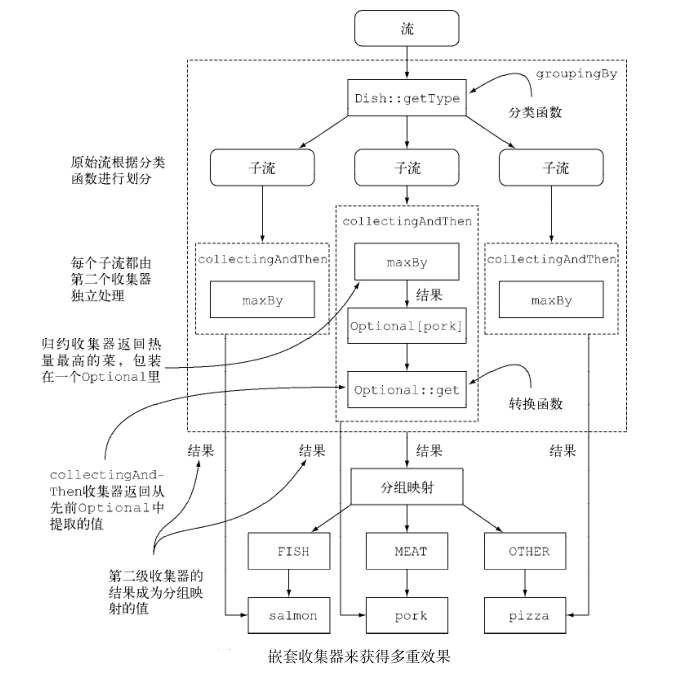 流
groupingBy
Dish::getType
分类函数
原始流根据分类
函数进行划分
子流
子流
子流
collectingAndThen
每个子流都由
第二个收集器
独立处理
collectingAndThen
maxBy
collectingAndThen
maxBy
结果
maxBy
Optional[pork]
归约收集器返回热
量最高的菜，包装
在一个Optional里
Optional::get
转换函数
结果
结果
结果
结果
collectingAnd-
Then收集器返回从
先前Optional中
提取的值
分组映射
FISH
MEAT
OTHER
第二级收集器的
结果成为分组映
射的值
salmon
pork
pizza
嵌套收集器来获得多重效果